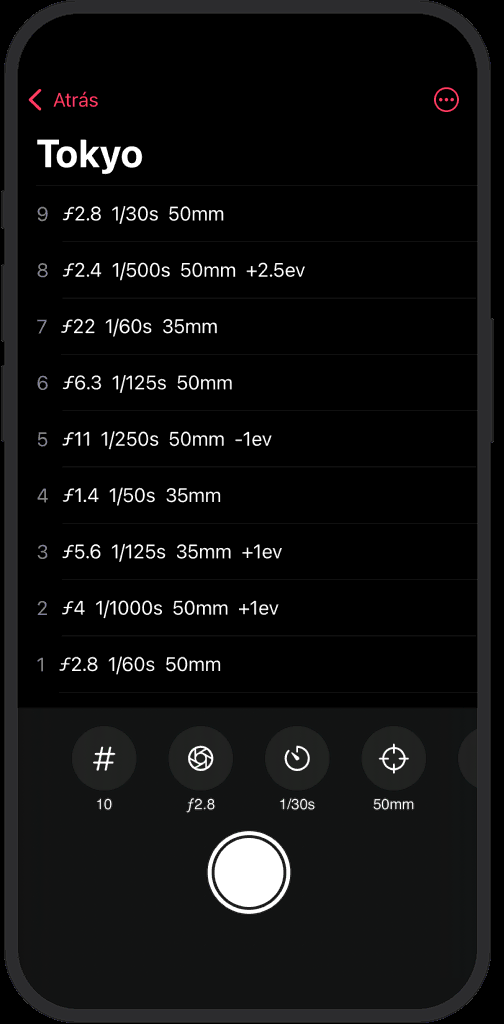 Atrás
Tokyo
9 ƒ2.8 1/30s 50mm
8 ƒ2.4 1/500s 50mm +2.5ev
7 ƒ22 1/60s 35mm
6 ƒ6.3 1/125s 50mm
5 ƒ11 1/250s 50mm -1ev
4 ƒ1.4 1/50s 35mm
3 ƒ5.6 1/125s 35mm +1ev
2 ƒ4 1/1000s 50mm +1ev
1 ƒ2.8 1/60s 50mm
#
10 ƒ2.8 1/30s 50mm